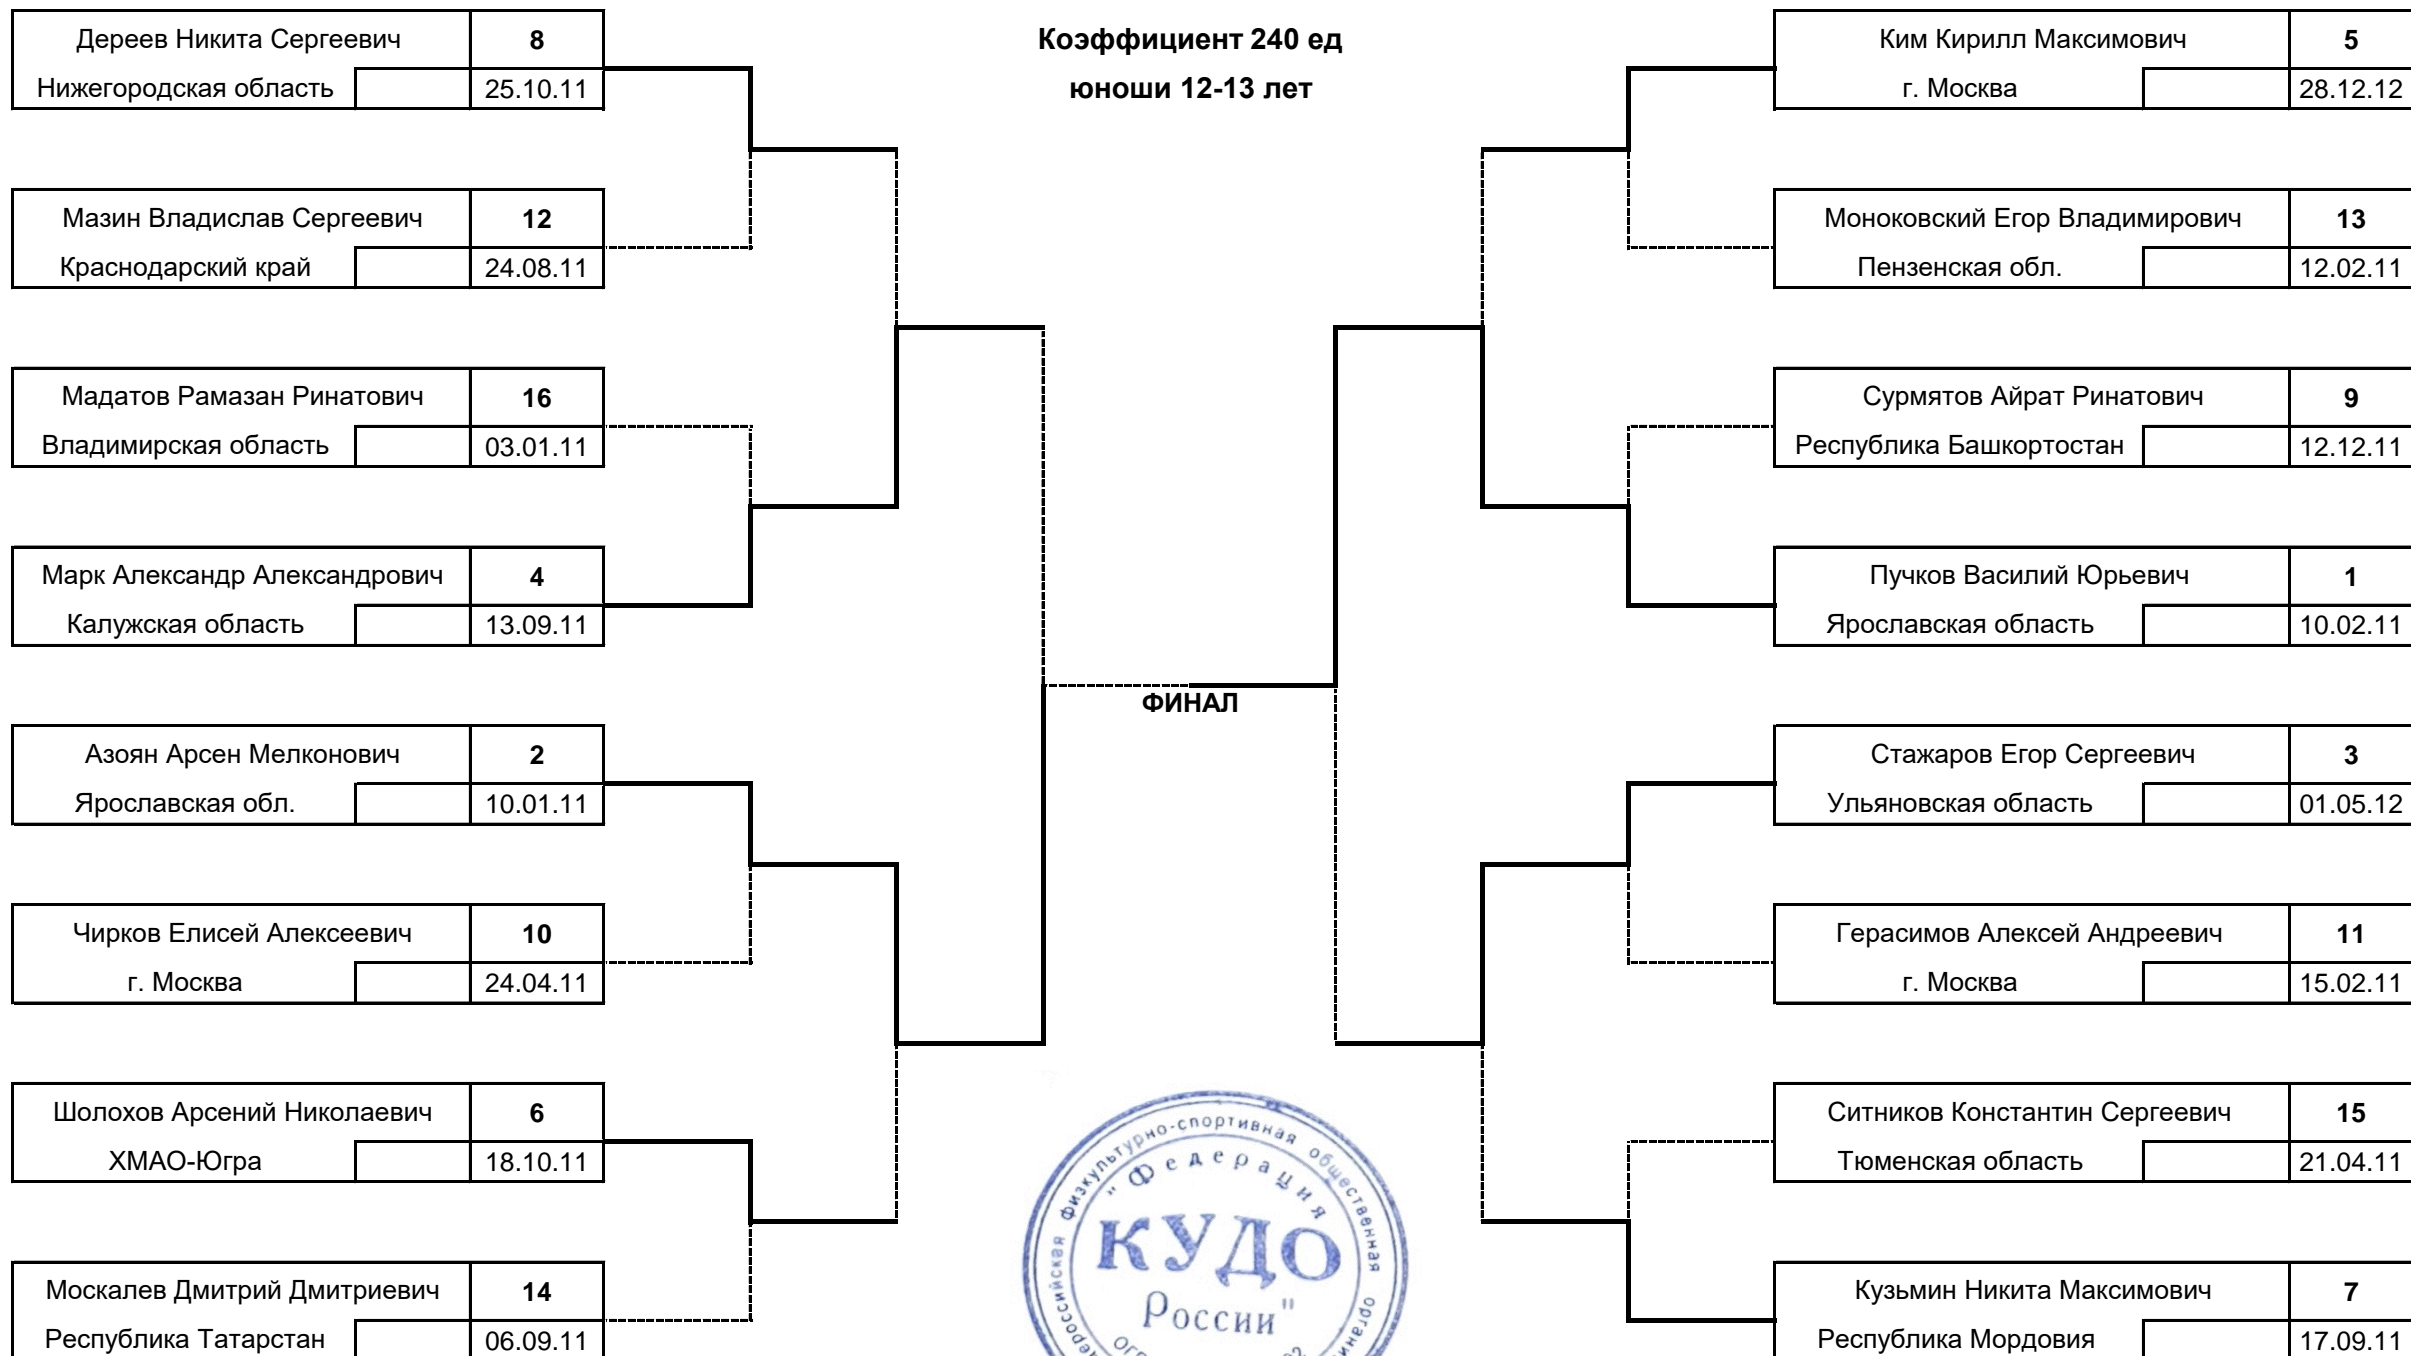 Коэффициент 240 ед
юноши 12-13 лет
Дереев Никита Сергеевич 8
Нижегородская область 25.10.11
Мазин Владислав Сергеевич 12
Краснодарский край 24.08.11
Мадатов Рамазан Ринатович 16
Владимирская область 03.01.11
Марк Александр Александрович 4
Калужская область 13.09.11
Азоян Арсен Мелконович 2
Ярославская обл. 10.01.11
Чирков Елисей Алексеевич 10
г. Москва 24.04.11
Шолохов Арсений Николаевич 6
ХМАО-Югра 18.10.11
Москалев Дмитрий Дмитриевич 14
Республика Татарстан 06.09.11
ФИНАЛ
Ким Кирилл Максимович 5
г. Москва 28.12.12
Моноковский Егор Владимирович 13
Пензенская обл. 12.02.11
Сурмятов Айрат Ринатович 9
Республика Башкортостан 12.12.11
Пучков Василий Юрьевич 1
Ярославская область 10.02.11
Стажаров Егор Сергеевич 3
Ульяновская область 01.05.12
Герасимов Алексей Андреевич 11
г. Москва 15.02.11
Ситников Константин Сергеевич 15
Тюменская область 21.04.11
Кузьмин Никита Максимович 7
Республика Мордовия 17.09.11
физкультурно-спортивная общественная
"Федерация
КУДО
России"